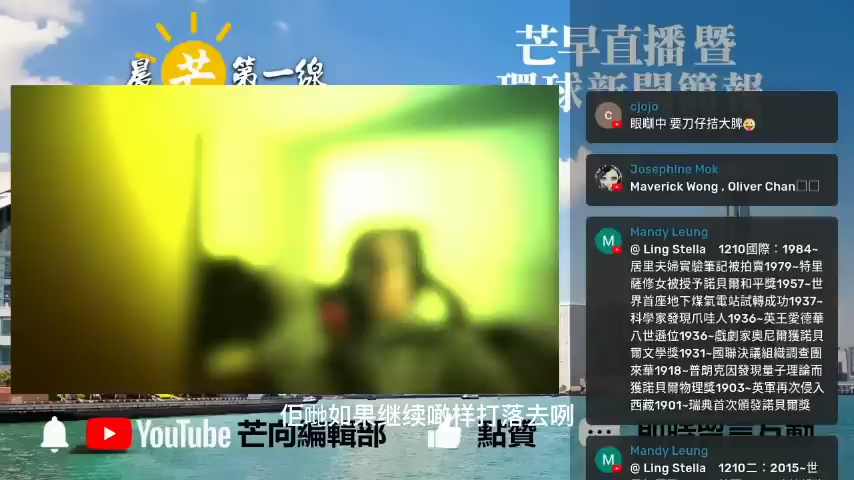 晨芒第一線
芒早直播暨
環球新聞簡報
cjojo
眼瞓中 要刀仔拮大脾😜
Josephine Mok
Maverick Wong , Oliver Chan□□
Mandy Leung
@ Ling Stella 1210國際：1984~
居里夫婦實驗筆記被拍賣1979~特里
薩修女被授予諾貝爾和平獎1957~世
界首座地下煤氣電站試轉成功1937~
科學家發現爪哇人1936~英王愛德華
八世遜位1936~戲劇家奧尼爾獲諾貝
爾文學獎1931~國聯決議組織調查團
來華1918~普朗克因發現量子理論而
獲諾貝爾物理獎1903~英軍再次侵入
西藏1901~瑞典首次頒發諾貝爾獎
Mandy Leung
@ Ling Stella 1210二：2015~世
佢哋如果继续噉样打落去咧
YouTube 芒向編輯部 點贊 即時留言互動